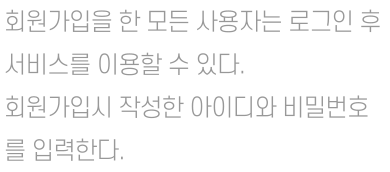 회원가입을 한 모든 사용자는 로그인 후
서비스를 이용할 수 있다.
회원가입시 작성한 아이디와 비밀번호
를 입력한다.